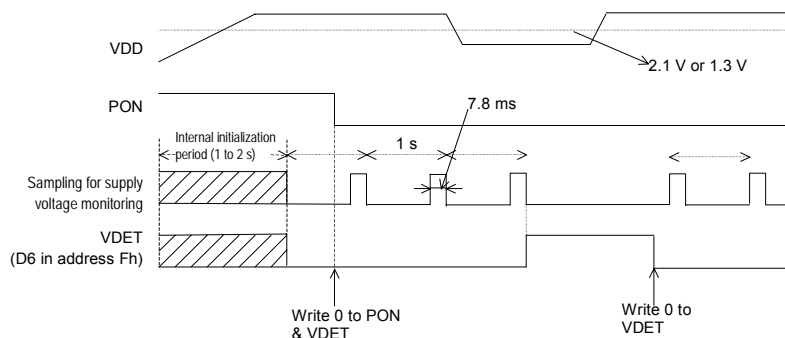 VDD
2.1 V or 1.3 V
PON
7.8 ms
Internal initialization
period (1 to 2 s)
1 s
Sampling for supply
voltage monitoring
VDET
(D6 in address Fh)
Write 0 to PON
& VDET
Write 0 to
VDET